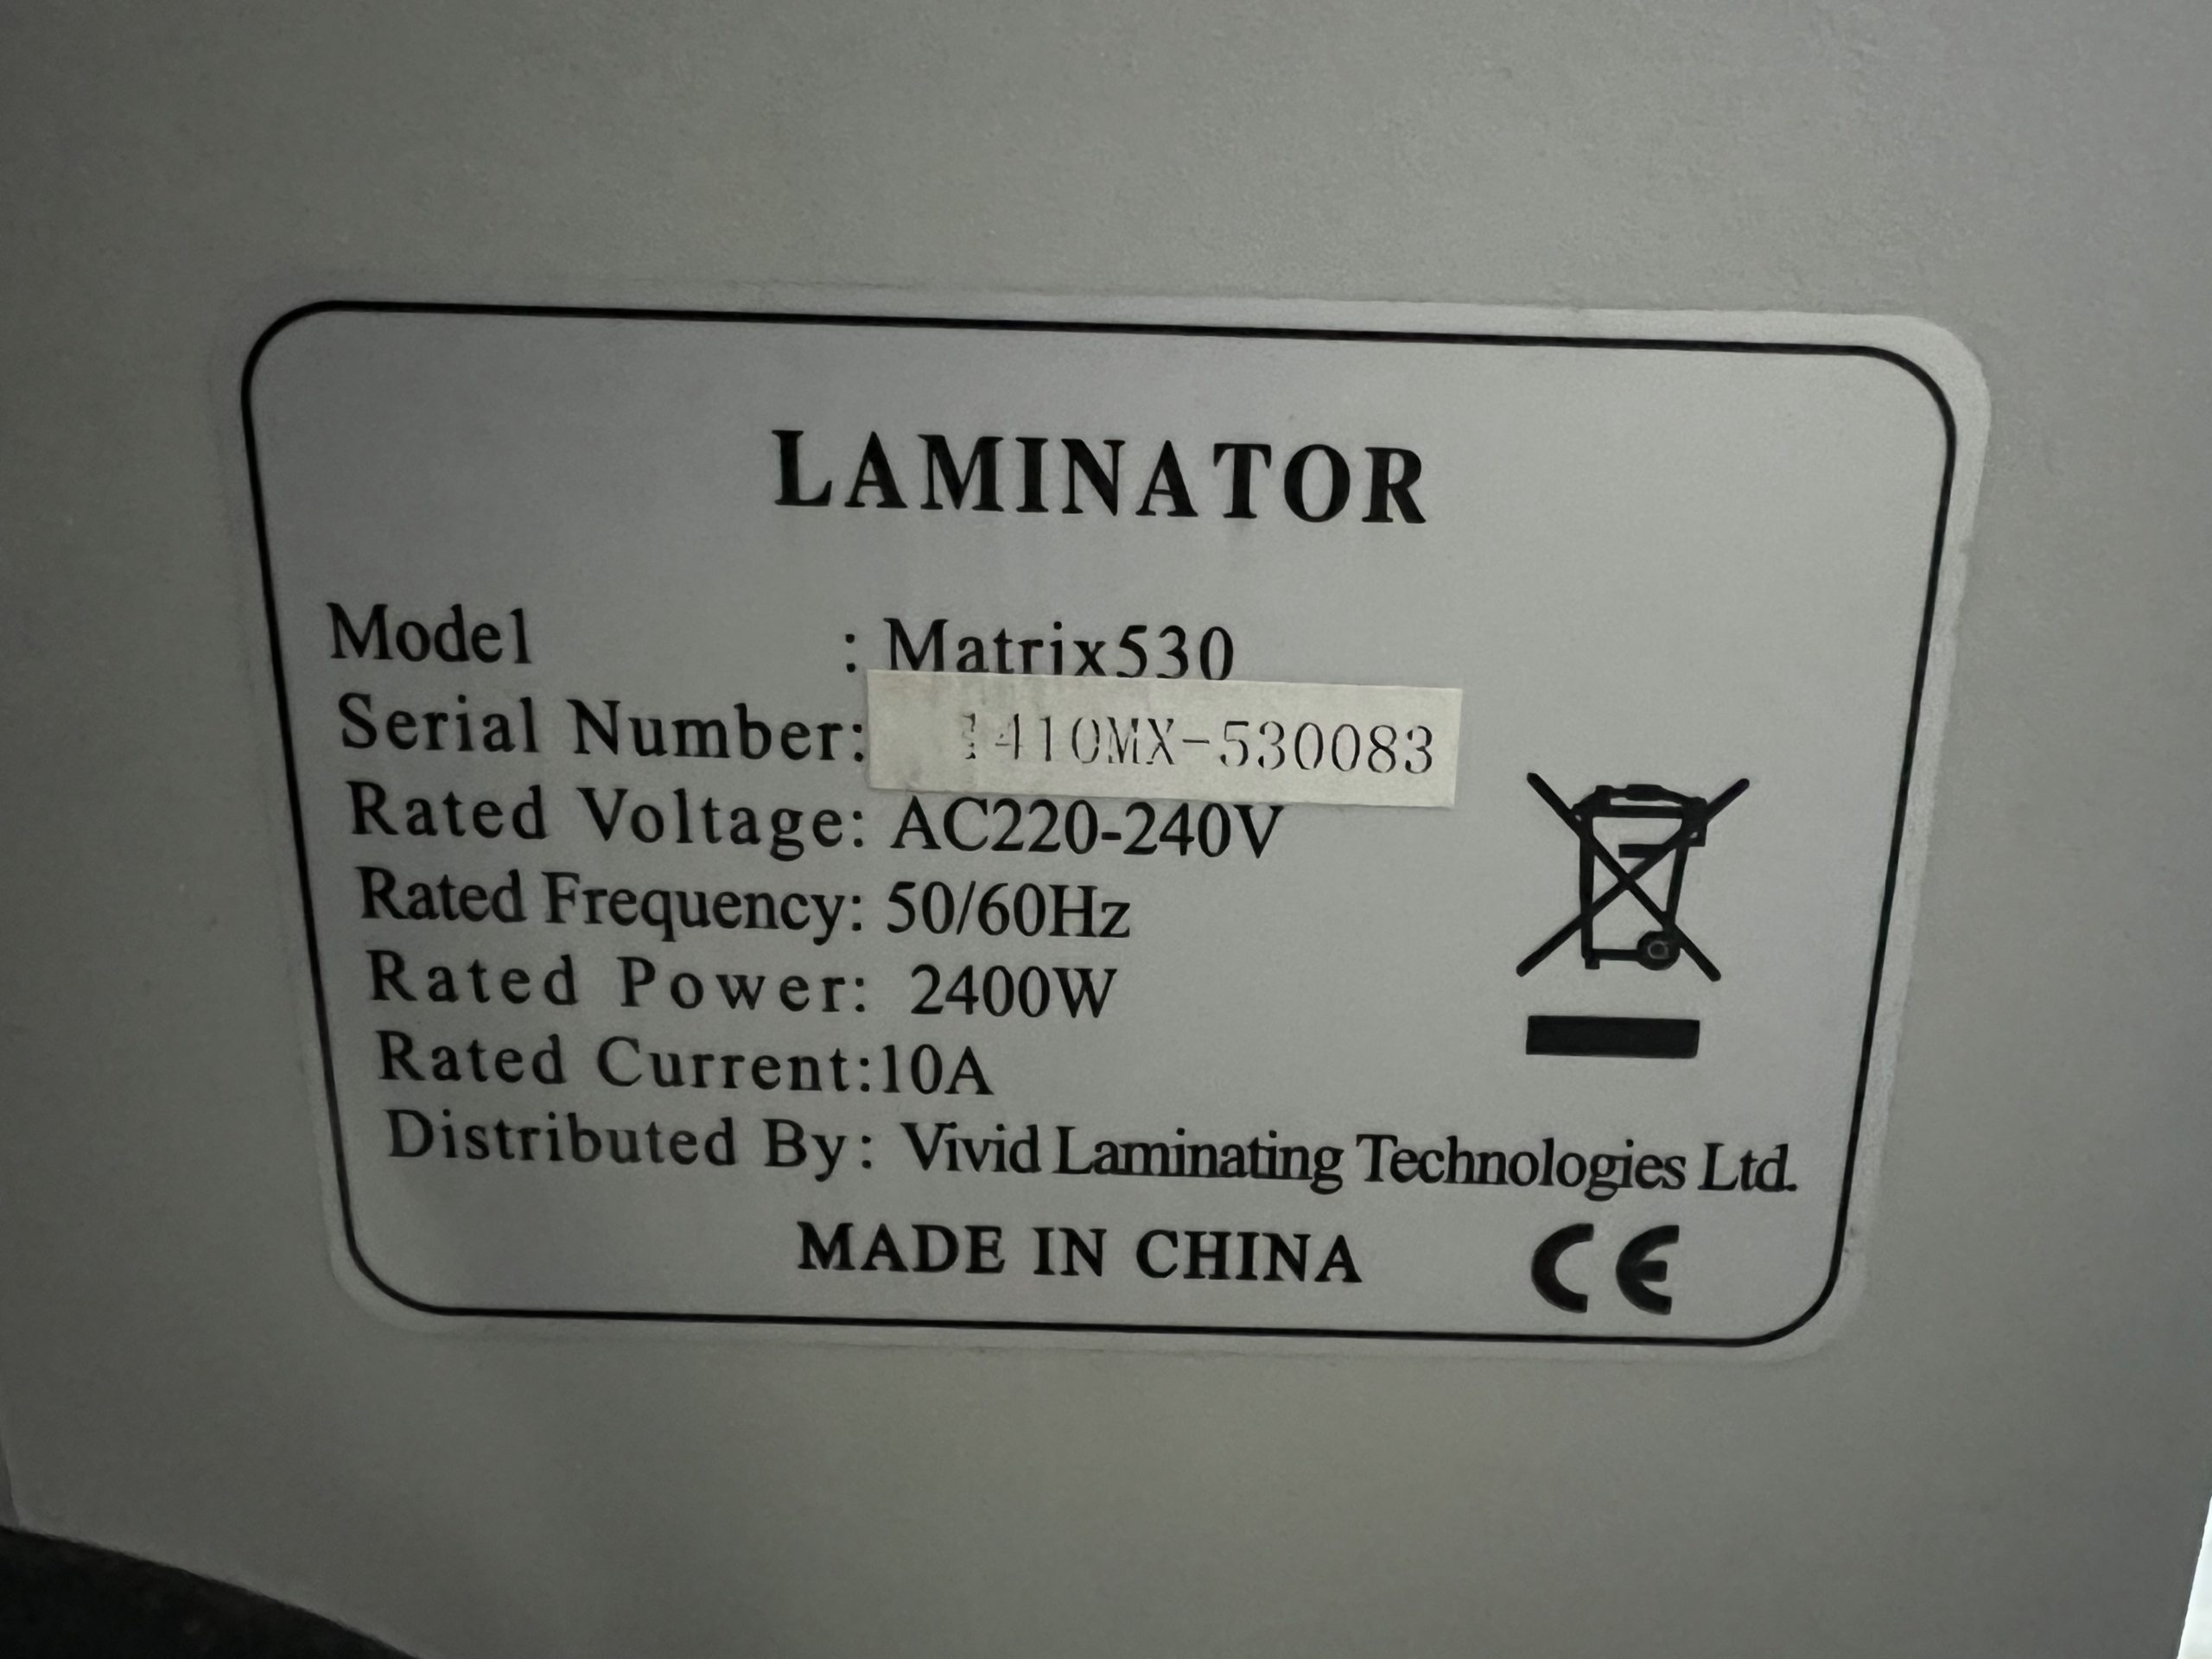 LAMINATOR
Model : Matrix530
Serial Number: 1410MX-530083
Rated Voltage: AC220-240V
Rated Frequency: 50/60Hz
Rated Power: 2400W
Rated Current:10A
Distributed By: Vivid Laminating Technologies Ltd.
MADE IN CHINA CE